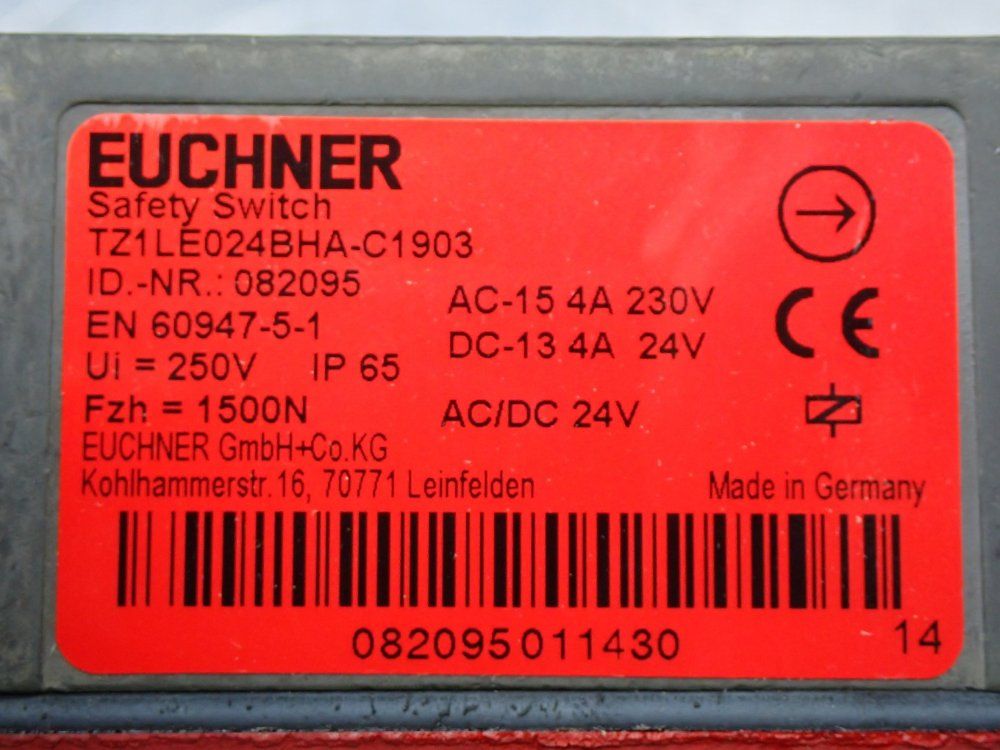 EUCHNER
Safety Switch
TZ1LE024BHA-C1903
ID.-NR.: 082095
EN 60947-5-1
AC-15 4A 230V
DC-13 4A 24V
Ui = 250V IP 65
Fzh = 1500N
AC/DC 24V
EUCHNER GmbH+Co.KG
Kohlhammerstr. 16, 70771 Leinfelden
Made in Germany
CE
082095011430
14